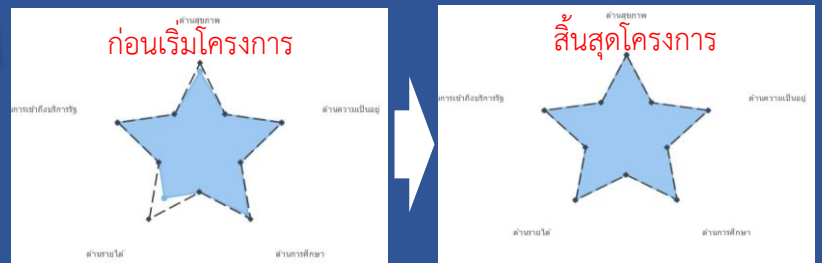 ด้านสุขภาพ
ก่อนเริ่มโครงการ
นการเข้าถึงบริการรัฐ
ด้านความเป็นอยู่
ด้านรายได้
ด้านการศึกษา
ด้านสุขภาพ
สิ้นสุดโครงการ
นการเข้าถึงบริการรัฐ
ด้านความเป็นอยู่
ด้านรายได้
ด้านการศึกษา